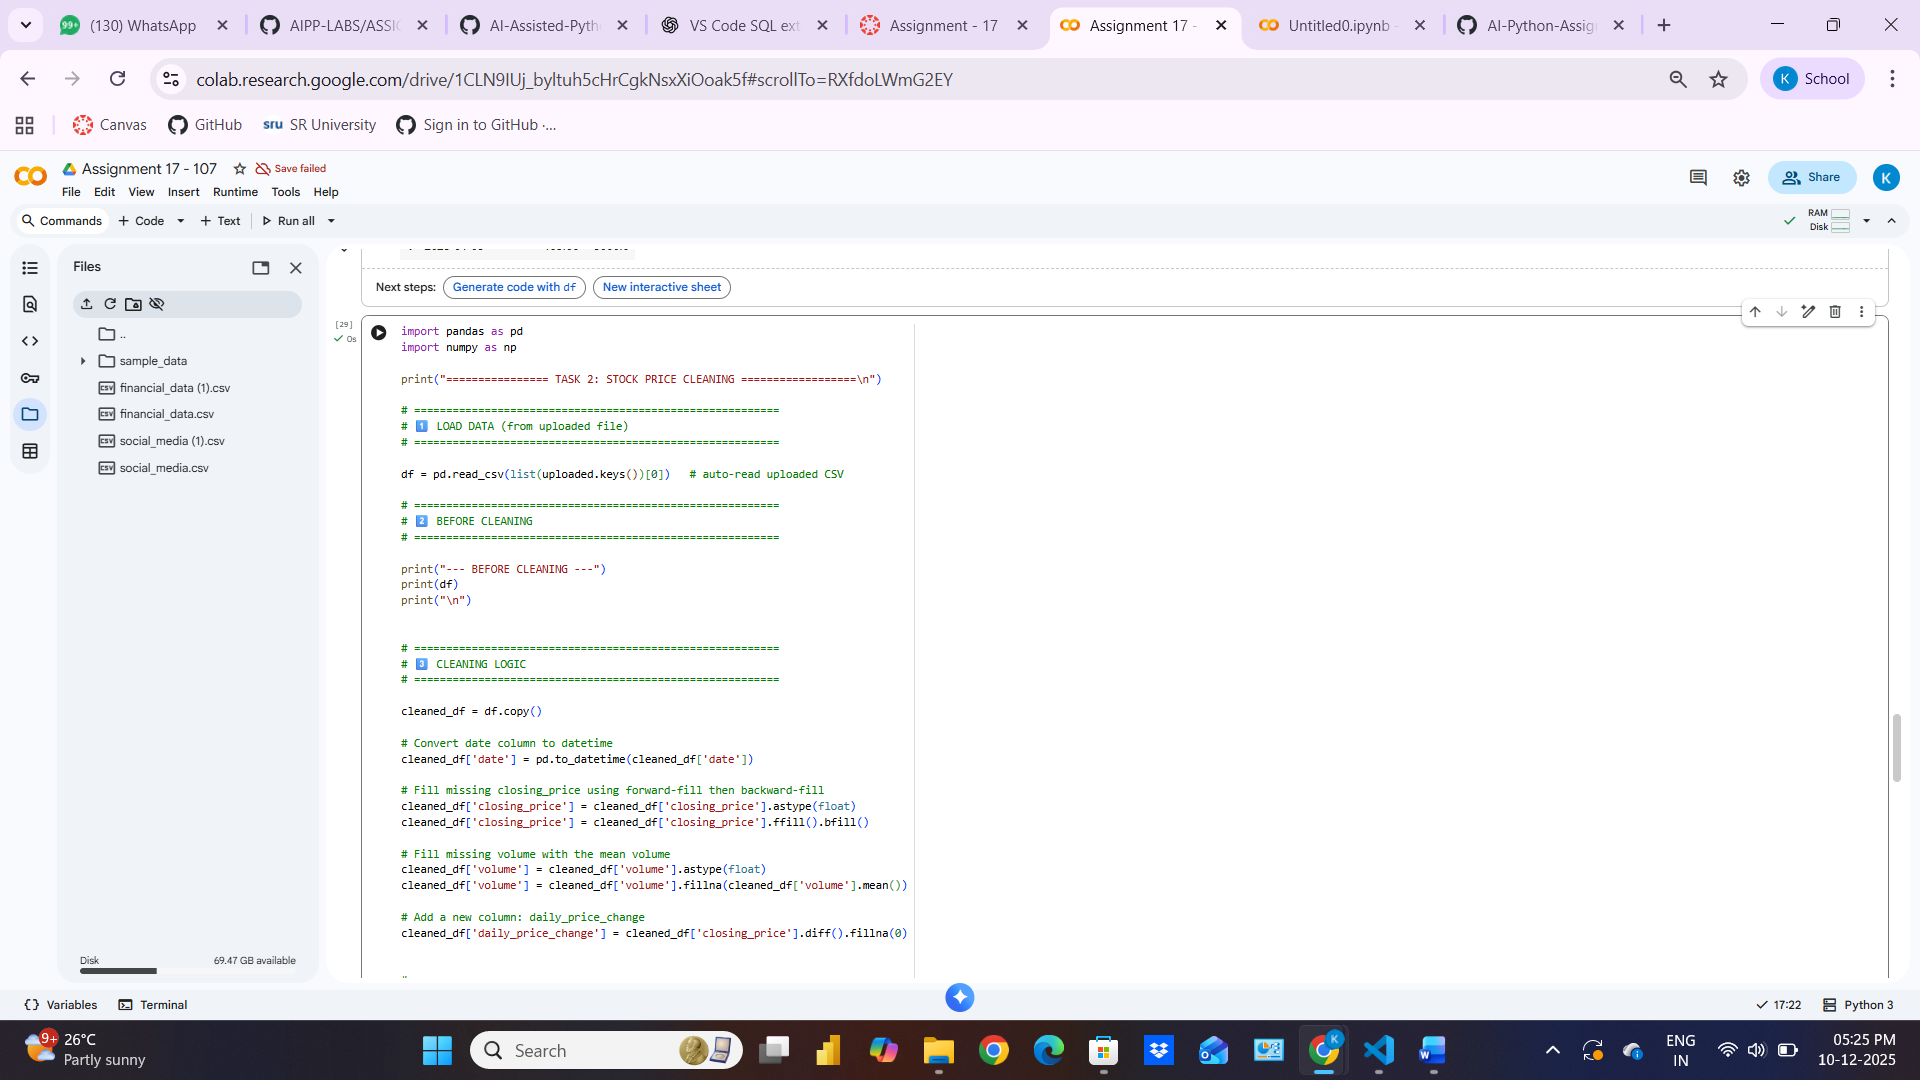 (130) WhatsApp
AIPP-LABS/ASSIG
AI-Assisted-Pyth
VS Code SQL ext
Assignment - 17
Assignment 17 -
Untitled0.ipynb -
AI-Python-Assig
colab.research.google.com/drive/1CLN9IUj_byltuh5cHrCgkNsxXiOoak5f#scrollTo=RXfdoLWmG2EY
K School
Canvas
GitHub
sru SR University
Sign in to GitHub ·...
Assignment 17 - 107
Save failed
File Edit View Insert Runtime Tools Help
Share
K
Commands + Code + Text Run all
RAM
Disk
Files
..
sample_data
financial_data (1).csv
financial_data.csv
social_media (1).csv
social_media.csv
Disk 69.47 GB available
Next steps: Generate code with df New interactive sheet
[29]
0s
import pandas as pd
import numpy as np
print("================ TASK 2: STOCK PRICE CLEANING ==================\n")
# =========================================================
# 1 LOAD DATA (from uploaded file)
# =========================================================
df = pd.read_csv(list(uploaded.keys())[0]) # auto-read uploaded CSV
# =========================================================
# 2 BEFORE CLEANING
# =========================================================
print("--- BEFORE CLEANING ---")
print(df)
print("\n")
# =========================================================
# 3 CLEANING LOGIC
# =========================================================
cleaned_df = df.copy()
# Convert date column to datetime
cleaned_df['date'] = pd.to_datetime(cleaned_df['date'])
# Fill missing closing_price using forward-fill then backward-fill
cleaned_df['closing_price'] = cleaned_df['closing_price'].astype(float)
cleaned_df['closing_price'] = cleaned_df['closing_price'].ffill().bfill()
# Fill missing volume with the mean volume
cleaned_df['volume'] = cleaned_df['volume'].astype(float)
cleaned_df['volume'] = cleaned_df['volume'].fillna(cleaned_df['volume'].mean())
# Add a new column: daily_price_change
cleaned_df['daily_price_change'] = cleaned_df['closing_price'].diff().fillna(0)
Variables
Terminal
17:22
Python 3
9+
26°C
Partly sunny
Search
ENG
IN
05:25 PM
10-12-2025